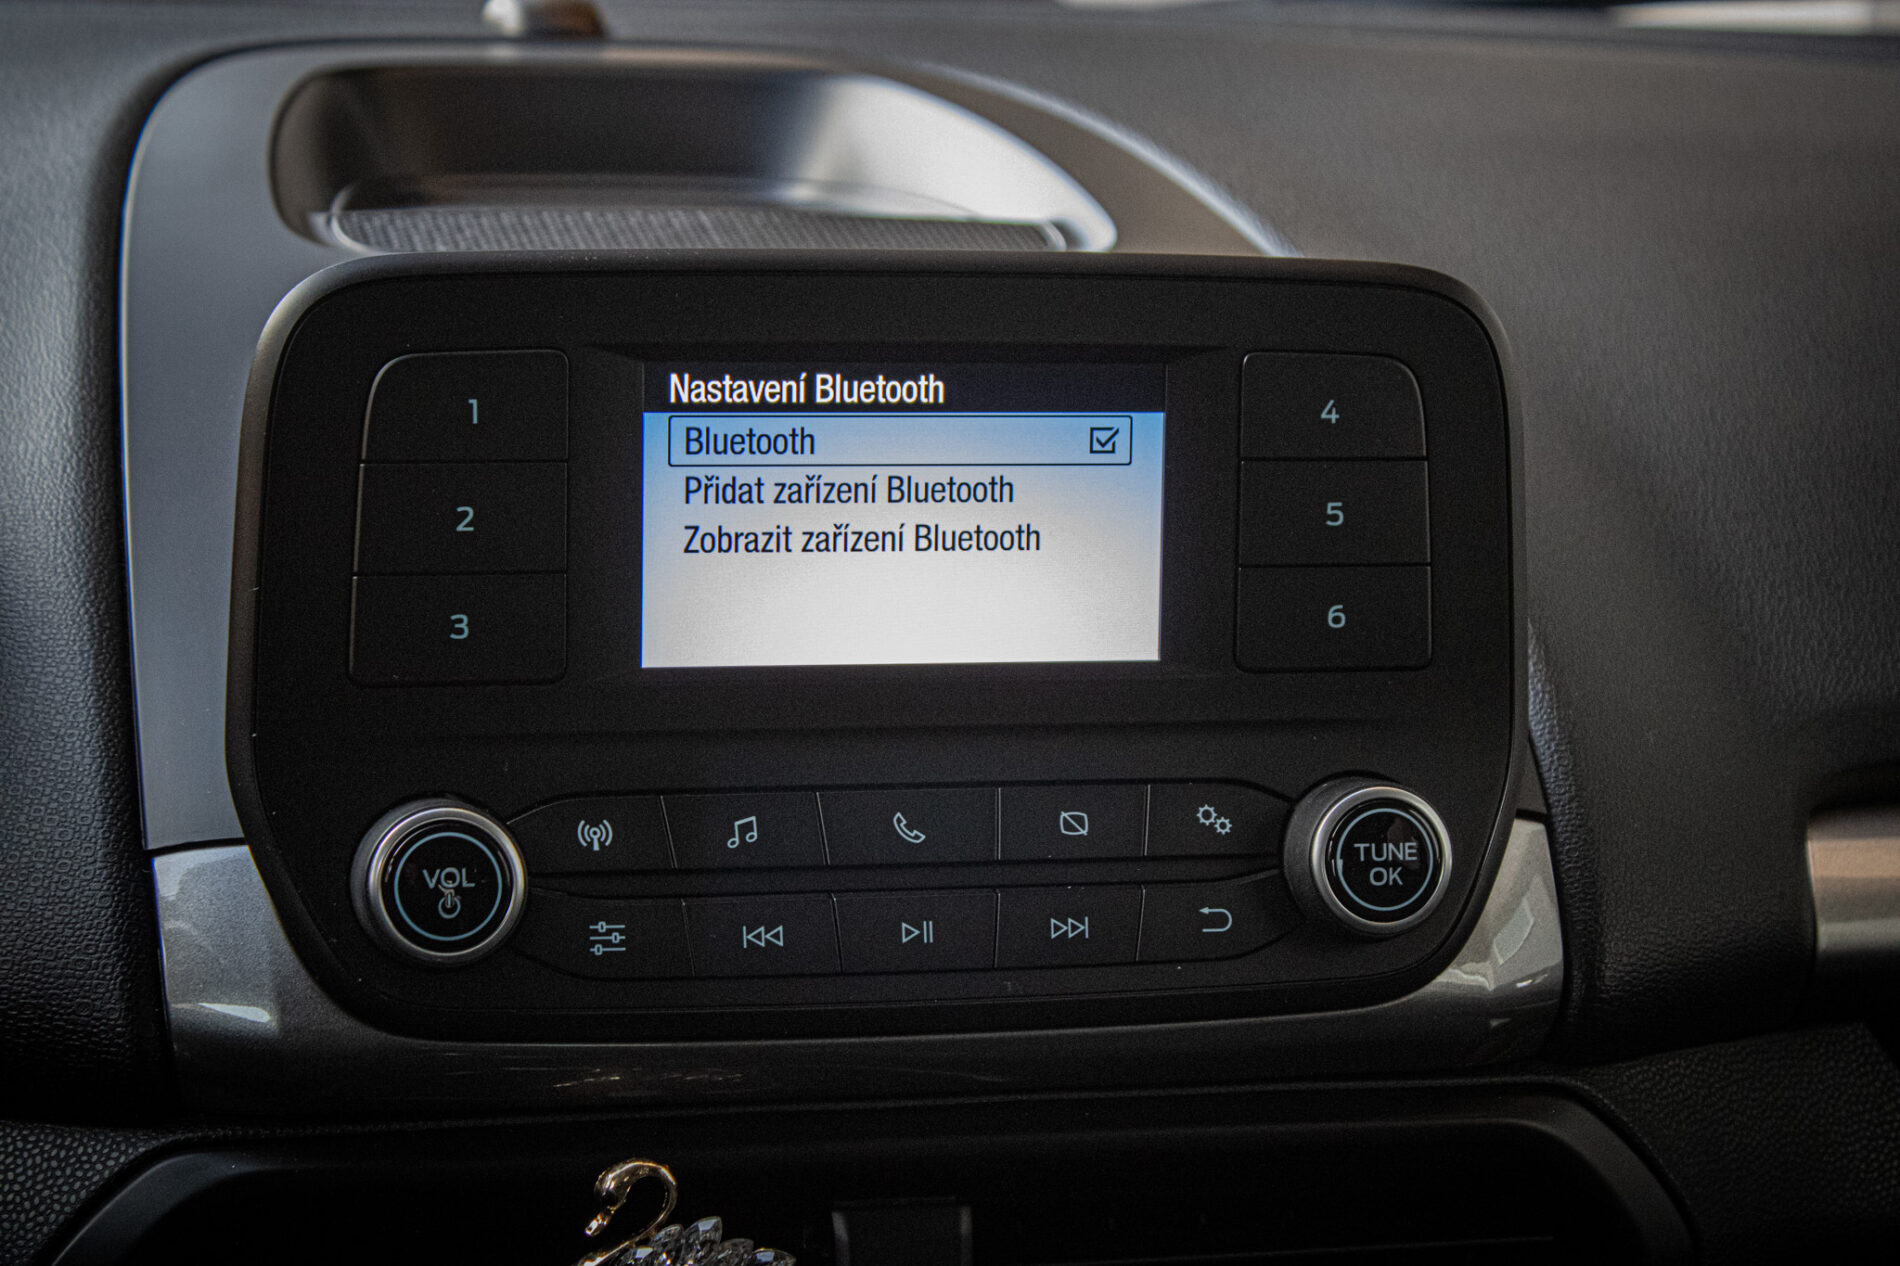 Nastavení Bluetooth
Bluetooth
Přidat zařízení Bluetooth
Zobrazit zařízení Bluetooth
1
2
3
4
5
6
VOL
TUNE
OK